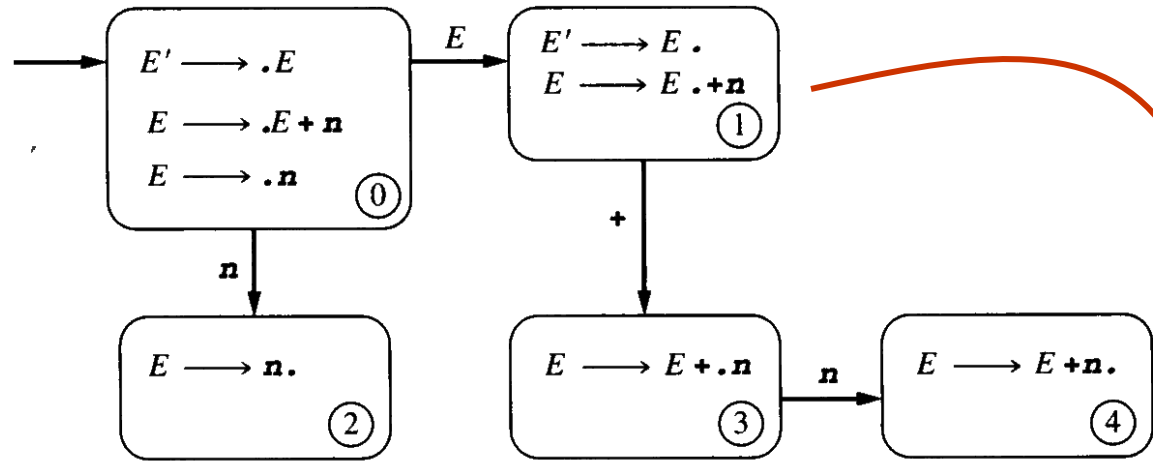 E' ⟶ .E
E ⟶ .E + n
E ⟶ .n
0
E
E' ⟶ E .
E ⟶ E .+n
1
n
+
E ⟶ n.
2
E ⟶ E +.n
3
n
E ⟶ E +n.
4